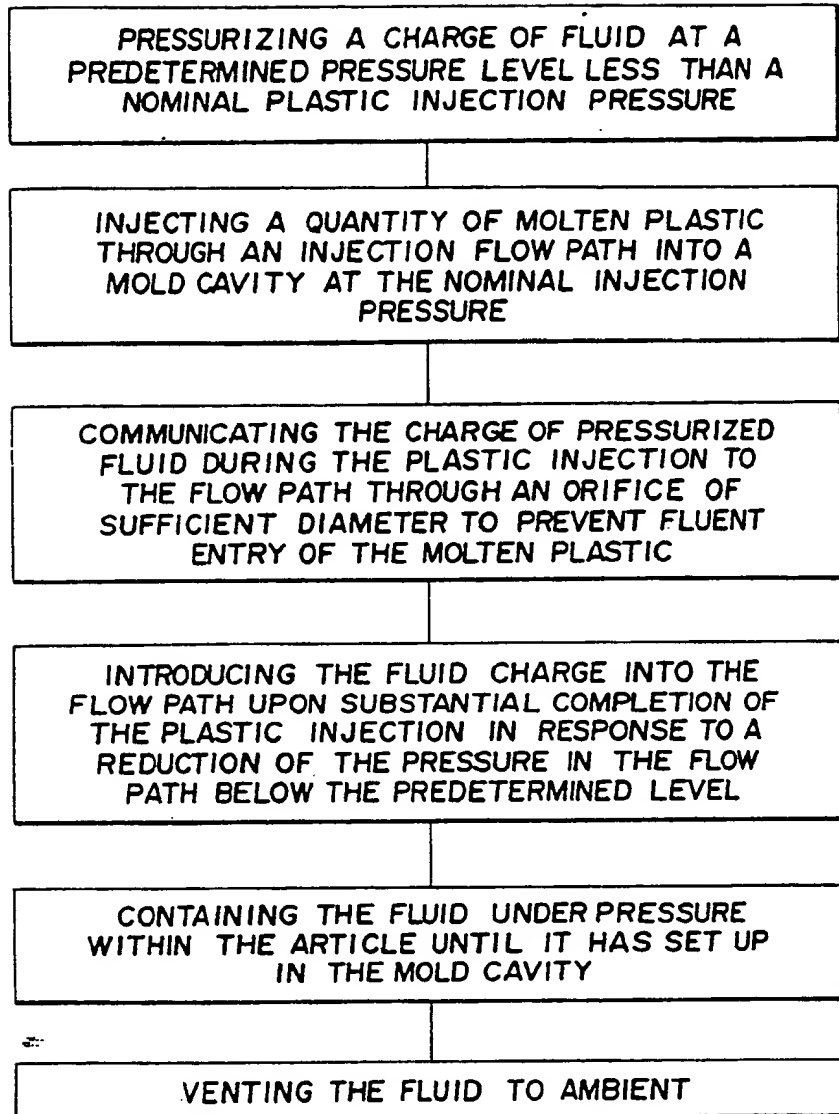 PRESSURIZING A CHARGE OF FLUID AT A
PREDETERMINED PRESSURE LEVEL LESS THAN A
NOMINAL PLASTIC INJECTION PRESSURE
INJECTING A QUANTITY OF MOLTEN PLASTIC
THROUGH AN INJECTION FLOW PATH INTO A
MOLD CAVITY AT THE NOMINAL INJECTION
PRESSURE
COMMUNICATING THE CHARGE OF PRESSURIZED
FLUID DURING THE PLASTIC INJECTION TO
THE FLOW PATH THROUGH AN ORIFICE OF
SUFFICIENT DIAMETER TO PREVENT FLUENT
ENTRY OF THE MOLTEN PLASTIC
INTRODUCING THE FLUID CHARGE INTO THE
FLOW PATH UPON SUBSTANTIAL COMPLETION OF
THE PLASTIC INJECTION IN RESPONSE TO A
REDUCTION OF THE PRESSURE IN THE FLOW
PATH BELOW THE PREDETERMINED LEVEL
CONTAINING THE FLUID UNDER PRESSURE
WITHIN THE ARTICLE UNTIL IT HAS SET UP
IN THE MOLD CAVITY
VENTING THE FLUID TO AMBIENT